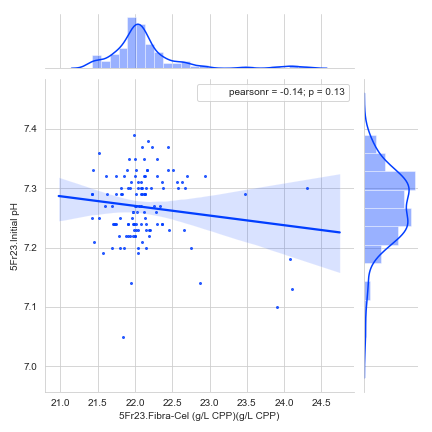 pearsonr = -0.14; p = 0.13
7.4
7.3
7.2
7.1
7.0
5Fr23.Initial pH
21.0 21.5 22.0 22.5 23.0 23.5 24.0 24.5
5Fr23.Fibra-Cel (g/L CPP)(g/L CPP)